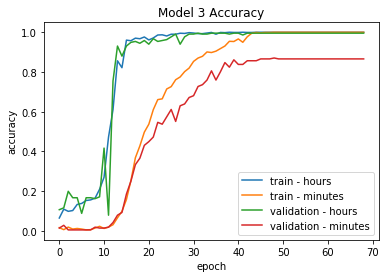 Model 3 Accuracy
accuracy
1.0
0.8
0.6
0.4
0.2
0.0
train - hours
train - minutes
validation - hours
validation - minutes
0 10 20 30 40 50 60 70
epoch